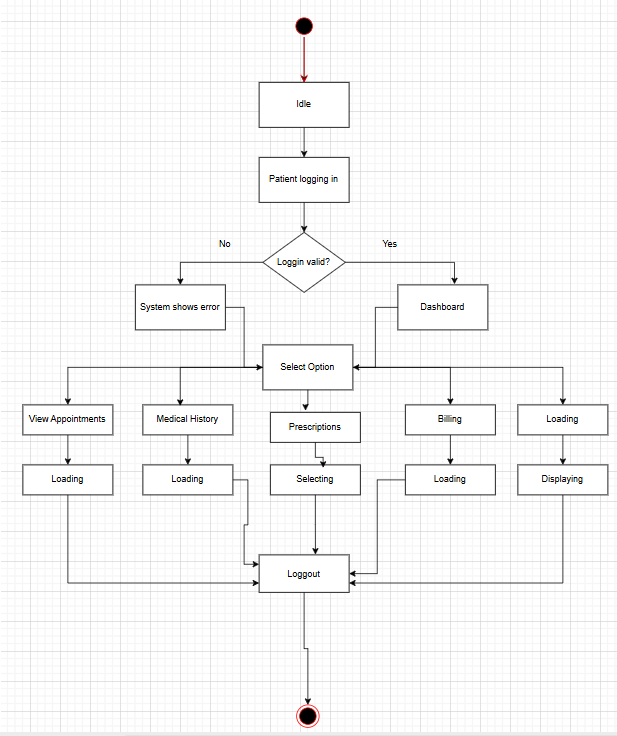 Idle
Patient logging in
No
Yes
Loggin valid?
System shows error
Dashboard
Select Option
View Appointments
Medical History
Prescriptions
Billing
Loading
Loading
Loading
Selecting
Loading
Displaying
Loggout